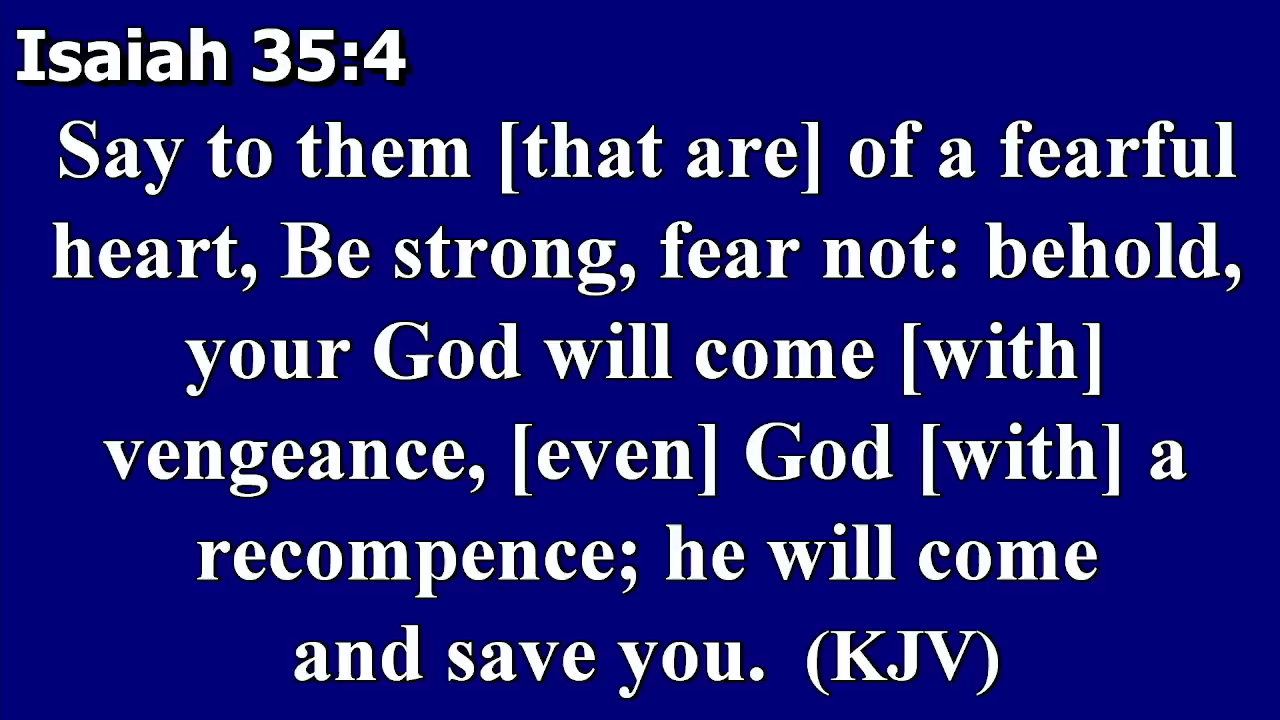 Isaiah 35:4
Say to them [that are] of a fearful
heart, Be strong, fear not: behold,
your God will come [with]
vengeance, [even] God [with] a
recompence; he will come
and save you.  (KJV)